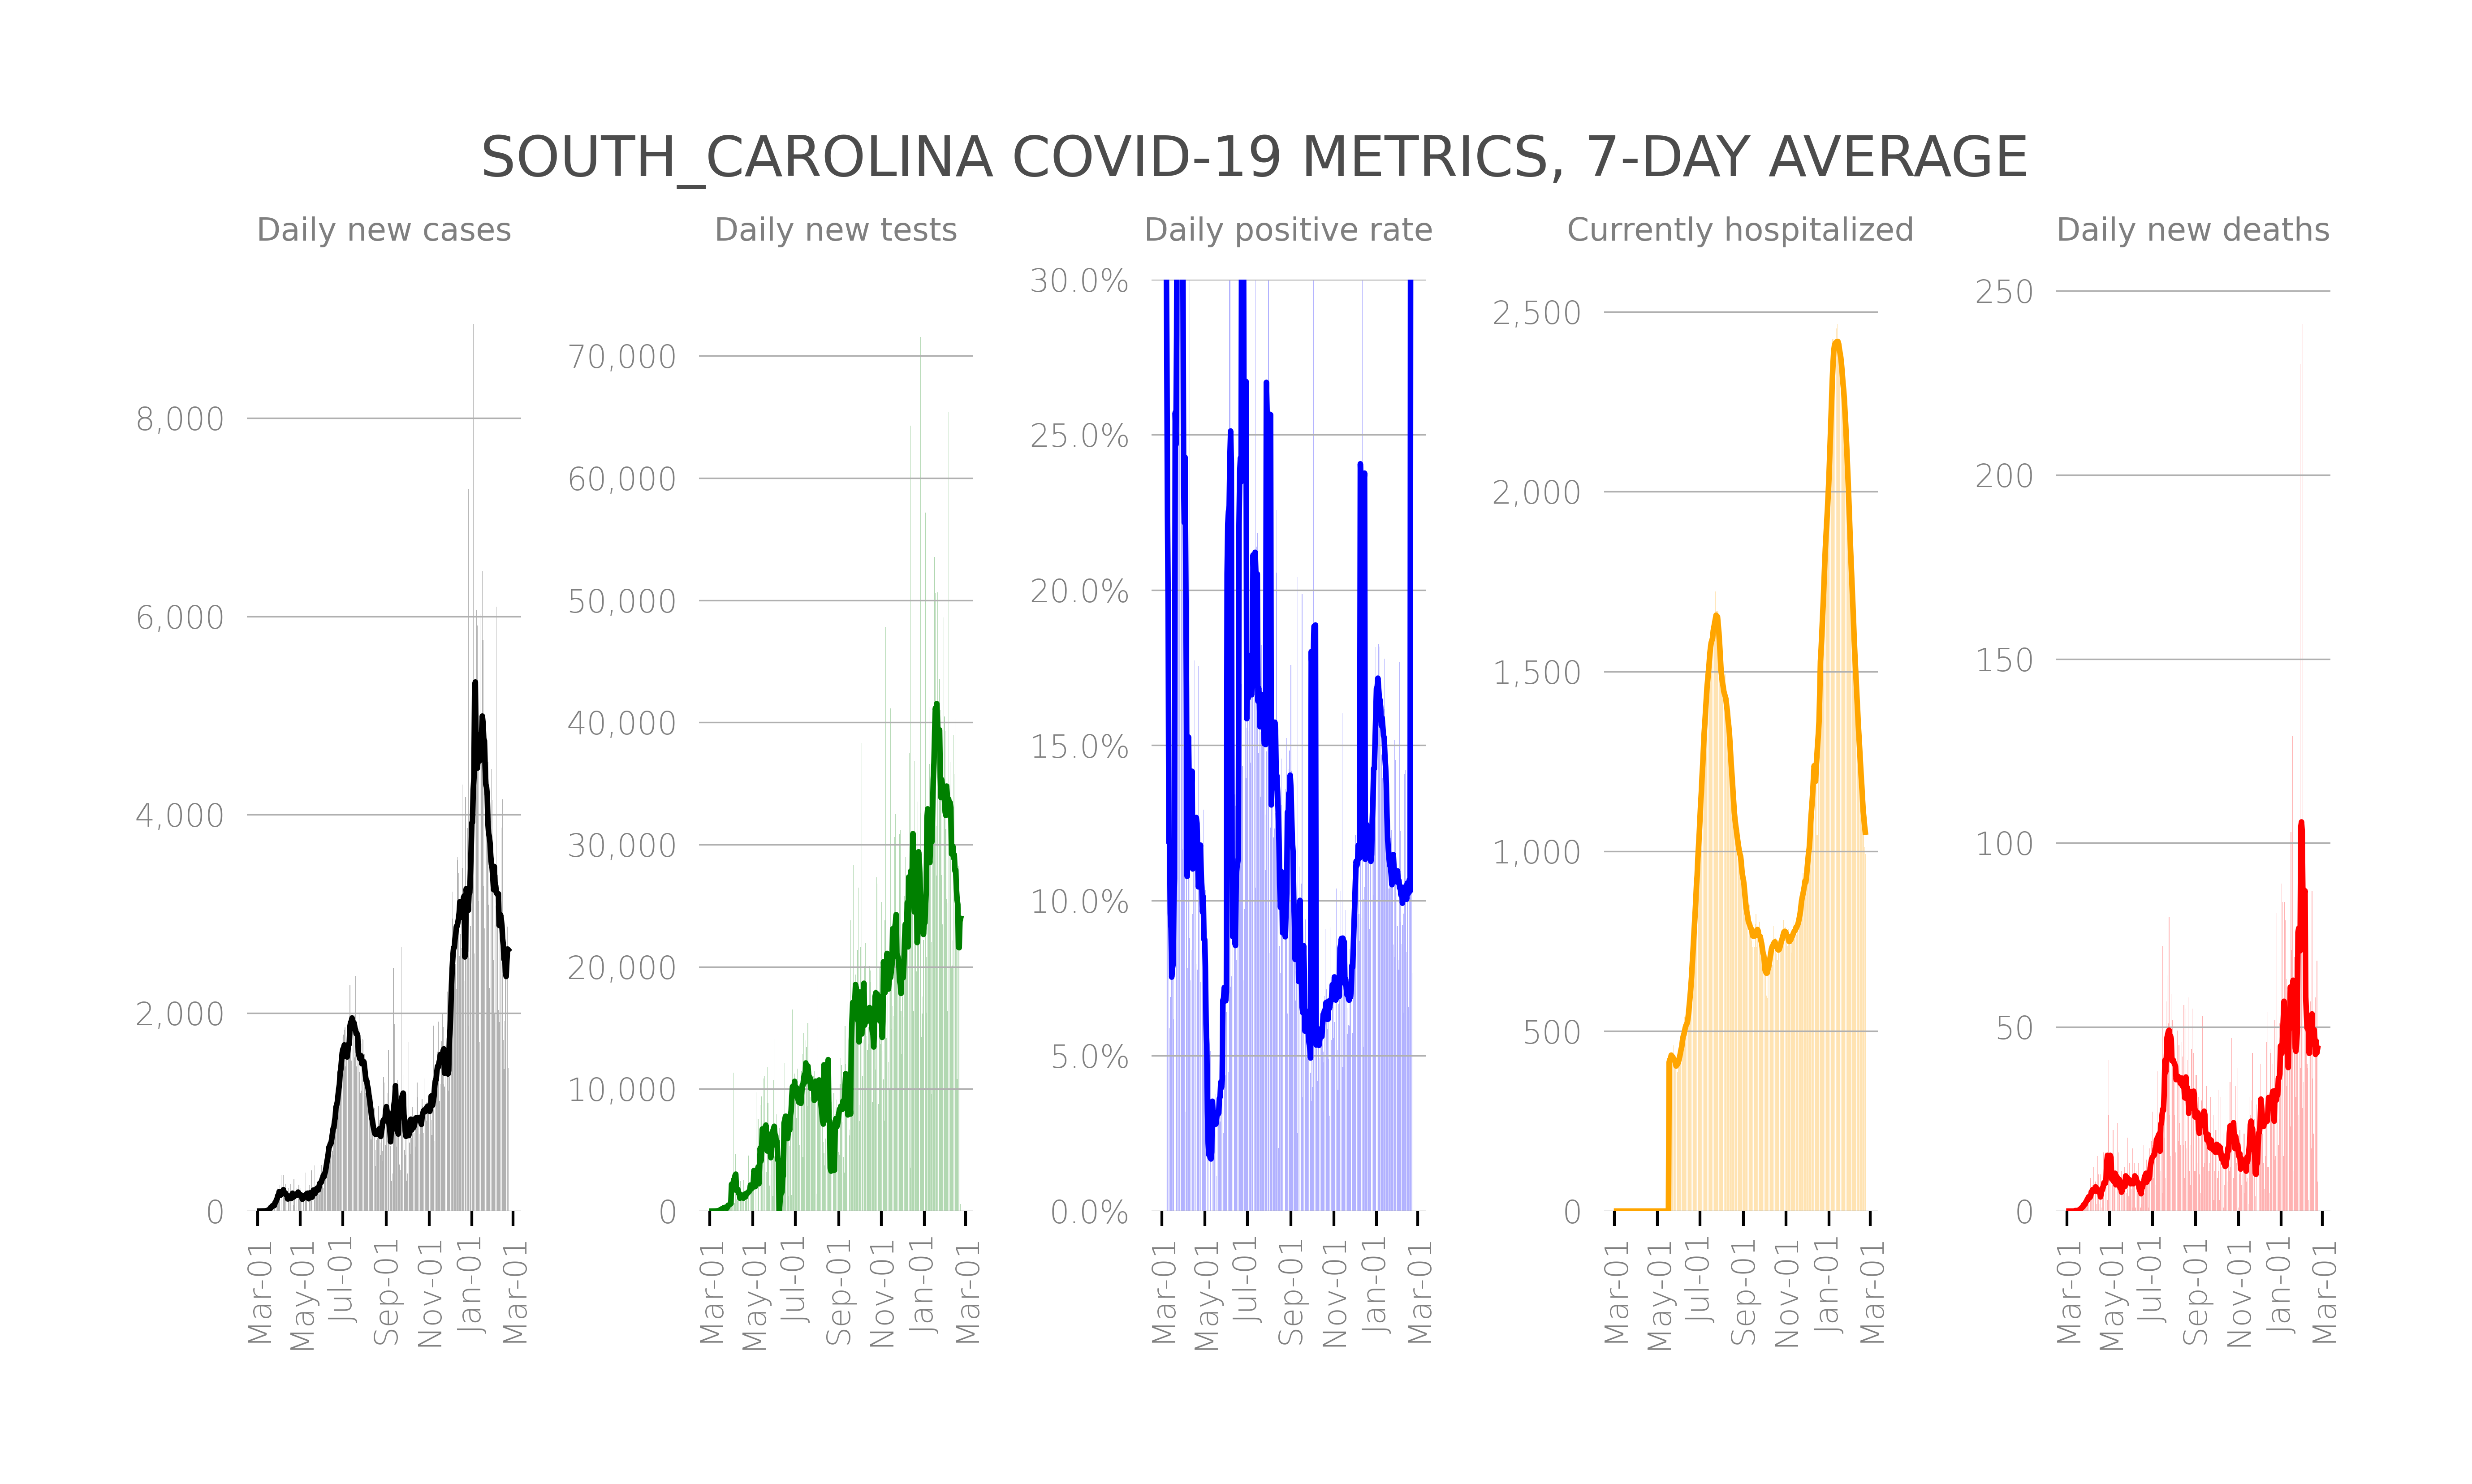 SOUTH_CAROLINA COVID-19 METRICS, 7-DAY AVERAGE
Daily new cases
8,000
6,000
4,000
2,000
0
Mar-01
May-01
Jul-01
Sep-01
Nov-01
Jan-01
Mar-01
Daily new tests
70,000
60,000
50,000
40,000
30,000
20,000
10,000
0
Mar-01
May-01
Jul-01
Sep-01
Nov-01
Jan-01
Mar-01
Daily positive rate
30.0%
25.0%
20.0%
15.0%
10.0%
5.0%
0.0%
Mar-01
May-01
Jul-01
Sep-01
Nov-01
Jan-01
Mar-01
Currently hospitalized
2,500
2,000
1,500
1,000
500
0
Mar-01
May-01
Jul-01
Sep-01
Nov-01
Jan-01
Mar-01
Daily new deaths
250
200
150
100
50
0
Mar-01
May-01
Jul-01
Sep-01
Nov-01
Jan-01
Mar-01